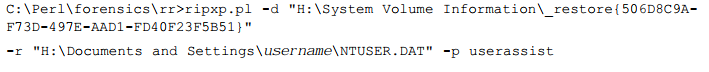 C:\Perl\forensics\rr>ripxp.pl -d "H:\System Volume Information\_restore{506D8C9A-
F73D-497E-AAD1-FD40F23F5B51}"
-r "H:\Documents and Settings\username\NTUSER.DAT" -p userassist